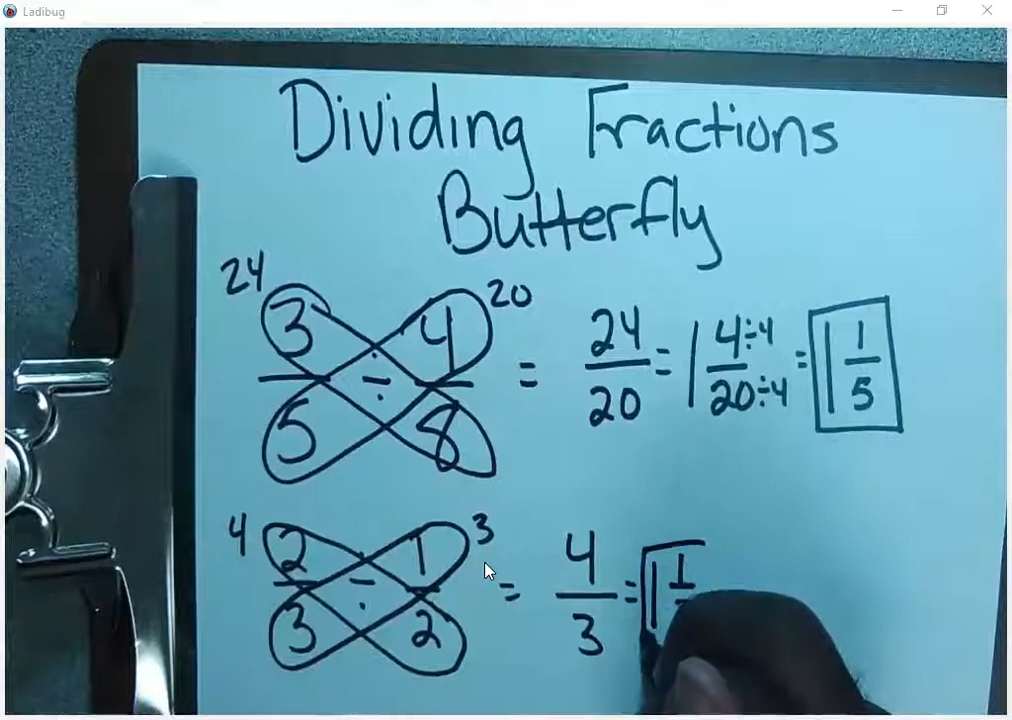 Ladibug
Dividing Fractions
Butterfly
24 3/5 ÷ 4/8 20 = 24/20 = 1 4÷4/20÷4 = 1 1/5
4 2/3 ÷ 1/2 3 = 4/3 = 1 1